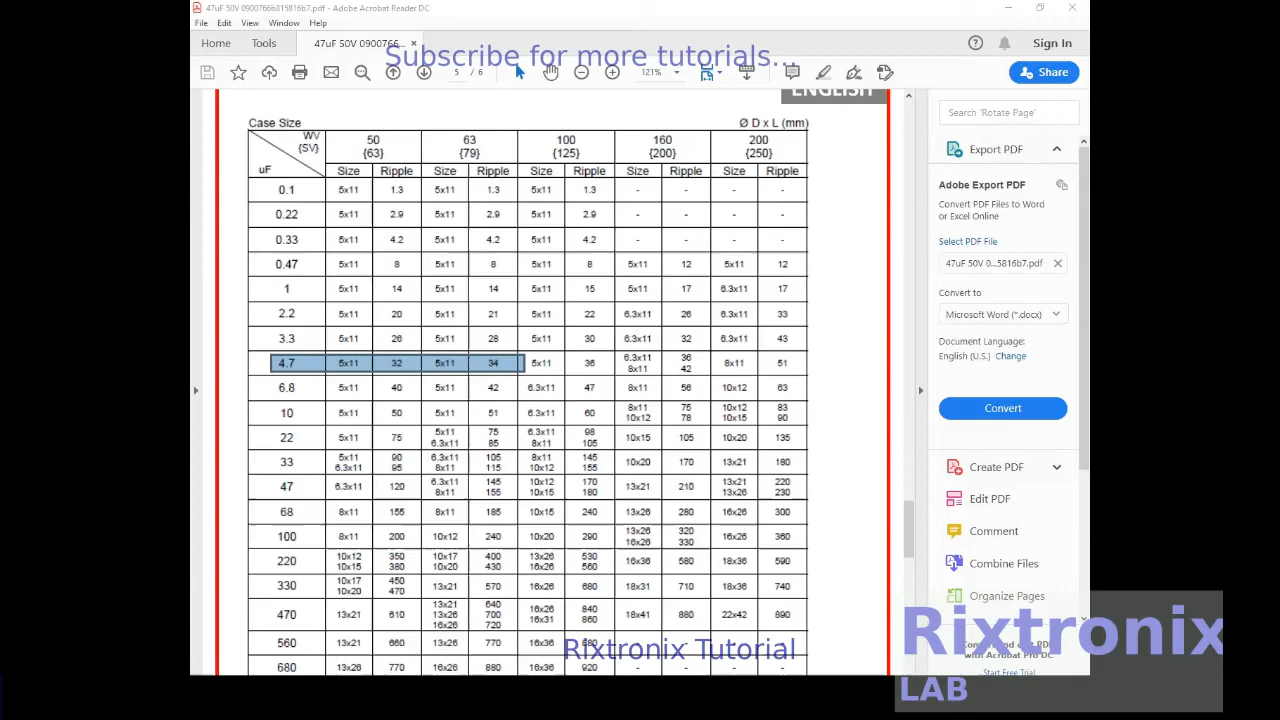 47uF 50V 0900766b815816b7.pdf - Adobe Acrobat Reader DC
File Edit View Window Help
Home Tools 47uF 50V 0900766... × Sign In
Subscribe for more tutorials...
5 / 6 121% Share
ENGLISH
Case Size Ø D x L (mm)
WV {SV} uF 50 {63} 63 {79} 100 {125} 160 {200} 200 {250}
Size Ripple Size Ripple Size Ripple Size Ripple Size Ripple
0.1 5x11 1.3 5x11 1.3 5x11 1.3 - - - -
0.22 5x11 2.9 5x11 2.9 5x11 2.9 - - - -
0.33 5x11 4.2 5x11 4.2 5x11 4.2 - - - -
0.47 5x11 8 5x11 8 5x11 8 5x11 12 5x11 12
1 5x11 14 5x11 14 5x11 15 5x11 17 6.3x11 17
2.2 5x11 20 5x11 21 5x11 22 6.3x11 26 6.3x11 33
3.3 5x11 26 5x11 28 5x11 30 6.3x11 32 6.3x11 43
4.7 5x11 32 5x11 34 5x11 36 6.3x11 8x11 36 42 8x11 51
6.8 5x11 40 5x11 42 6.3x11 47 8x11 56 10x12 63
10 5x11 50 5x11 51 6.3x11 60 8x11 10x12 75 78 10x12 10x15 83 90
22 5x11 75 5x11 6.3x11 75 85 6.3x11 8x11 98 105 10x15 105 10x20 135
33 5x11 6.3x11 90 95 6.3x11 8x11 105 115 8x11 10x12 145 155 10x20 170 13x21 180
47 6.3x11 120 6.3x11 8x11 145 155 10x12 10x15 170 180 13x21 210 13x21 13x26 220 230
68 8x11 155 8x11 185 10x15 240 13x26 280 16x26 300
100 8x11 200 10x12 240 10x20 290 13x26 16x26 320 330 16x26 360
220 10x12 10x15 350 380 10x17 10x20 400 430 13x26 16x26 530 560 16x36 580 18x36 590
330 10x17 10x20 450 470 13x21 570 16x26 680 18x31 710 18x36 740
470 13x21 610 13x21 13x26 16x26 640 700 720 16x26 16x31 840 860 18x41 880 22x42 890
560 13x21 660 13x26 770 16x36 880 - -
680 13x26 770 16x26 880 16x36 920 - - - -
Rixtronix Tutorial
Search 'Rotate Page'
Export PDF
Adobe Export PDF
Convert PDF Files to Word
or Excel Online
Select PDF File
47uF 50V 0...5816b7.pdf ×
Convert to
Microsoft Word (*.docx)
Document Language:
English (U.S.) Change
Convert
Create PDF
Edit PDF
Comment
Combine Files
Organize Pages
with Acrobat Pro DC
Start Free Trial
Rixtronix
LAB